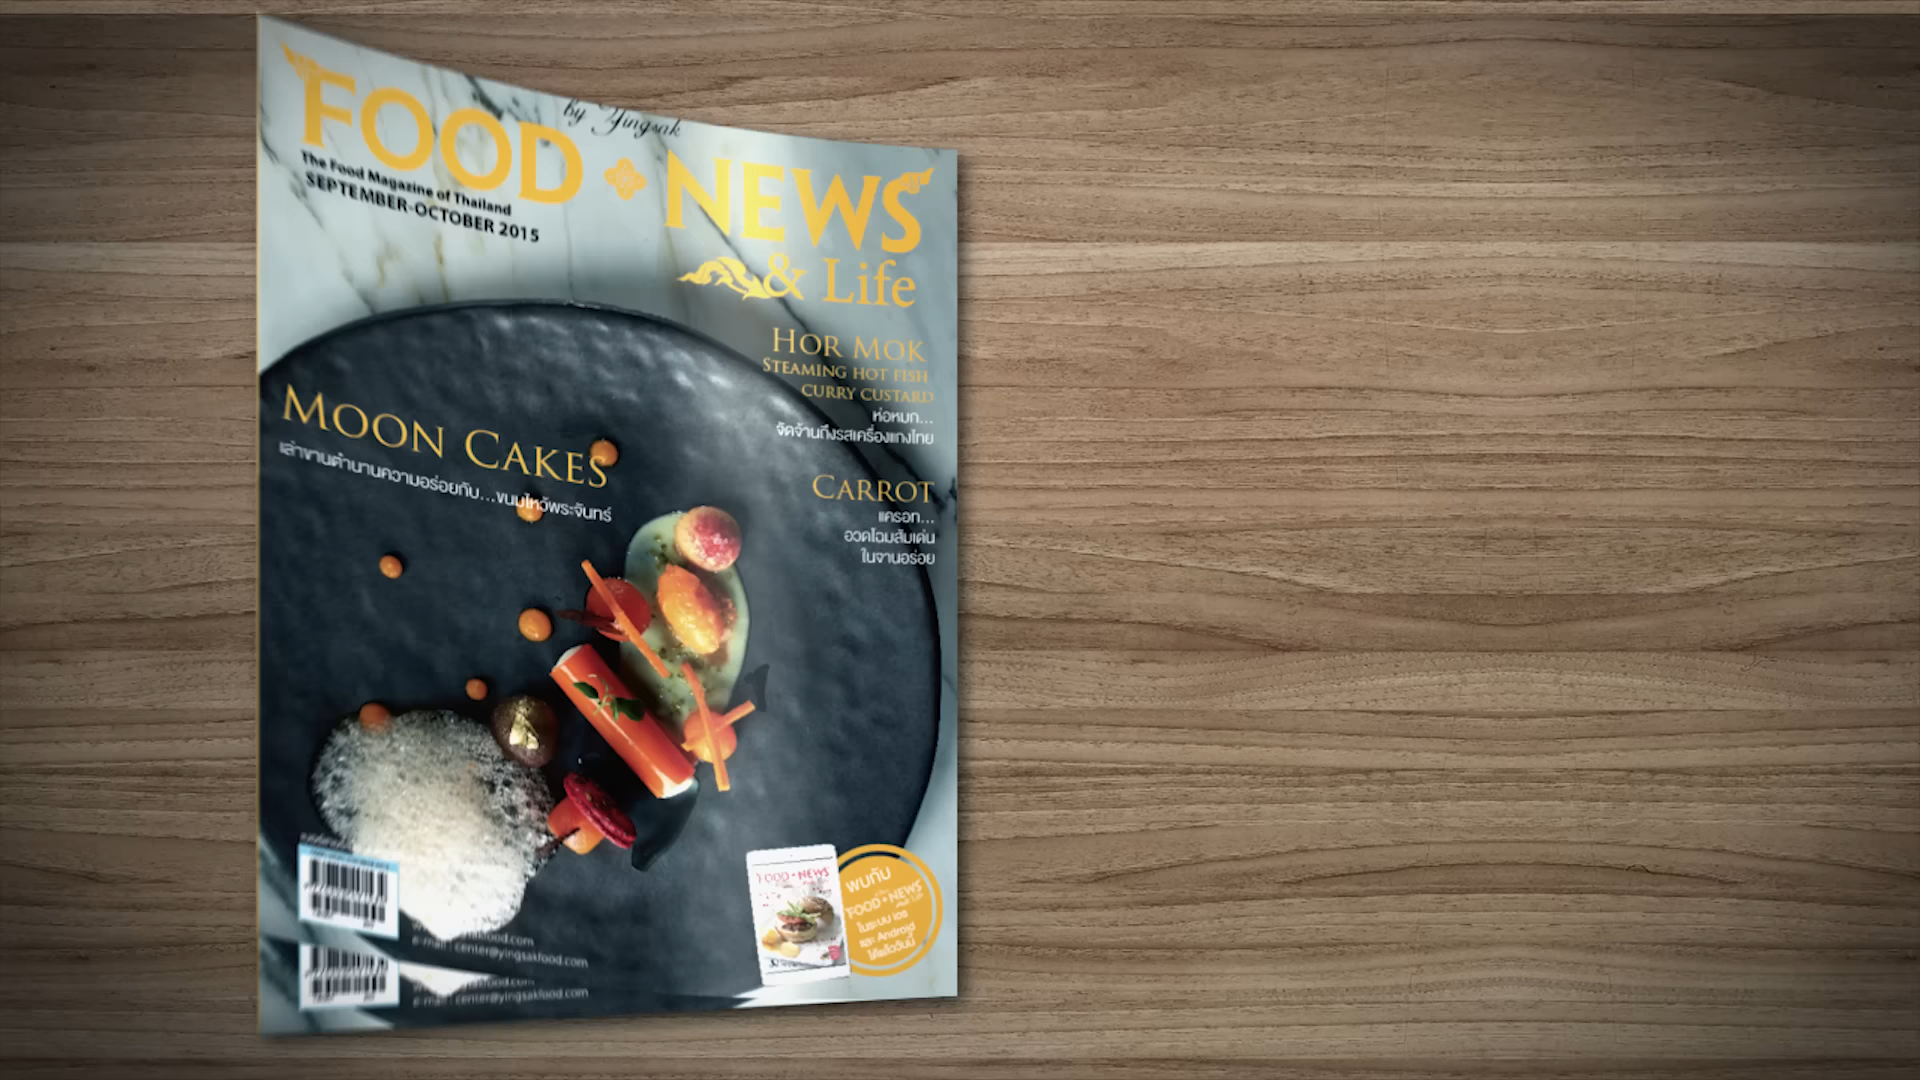 by Yingsak
FOOD NEWS
& Life
The Food Magazine of Thailand
SEPTEMBER-OCTOBER 2015
HOR MOK
STEAMING HOT FISH
CURRY CUSTARD
ห่อหมก...
จัดจ้านถึงรสเครื่องแกงไทย
MOON CAKES
เล่าขานตำนานความอร่อยกับ...ขนมไหว้พระจันทร์
CARROT
แครอท...
อวดโฉมส้มเด่น
ในจานอร่อย
FOOD NEWS
พบกับ
FOOD NEWS
ในระบบ ios
และ Android
ได้แล้ววันนี้
e-mail : center@yingsakfood.com
e-mail : center@yingsakfood.com